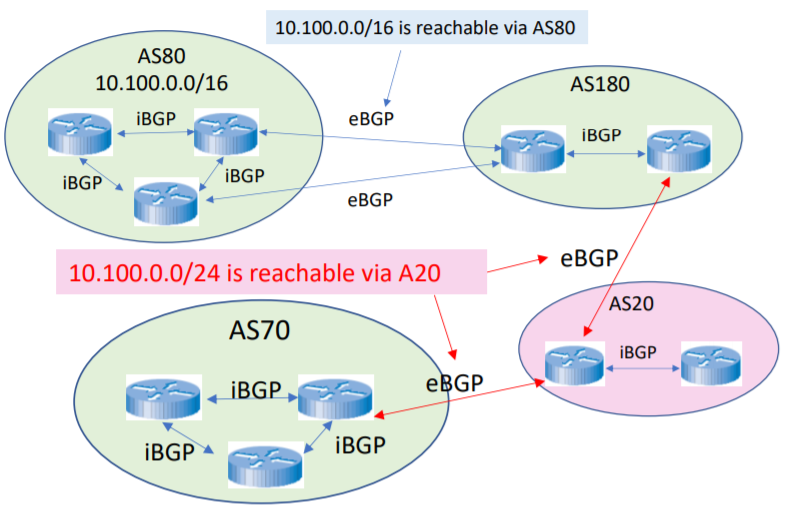 10.100.0.0/16 is reachable via AS80
AS80
10.100.0.0/16
AS180
iBGP
eBGP
iBGP
iBGP
iBGP
eBGP
eBGP
10.100.0.0/24 is reachable via A20
AS20
AS70
iBGP
eBGP
iBGP
iBGP
iBGP